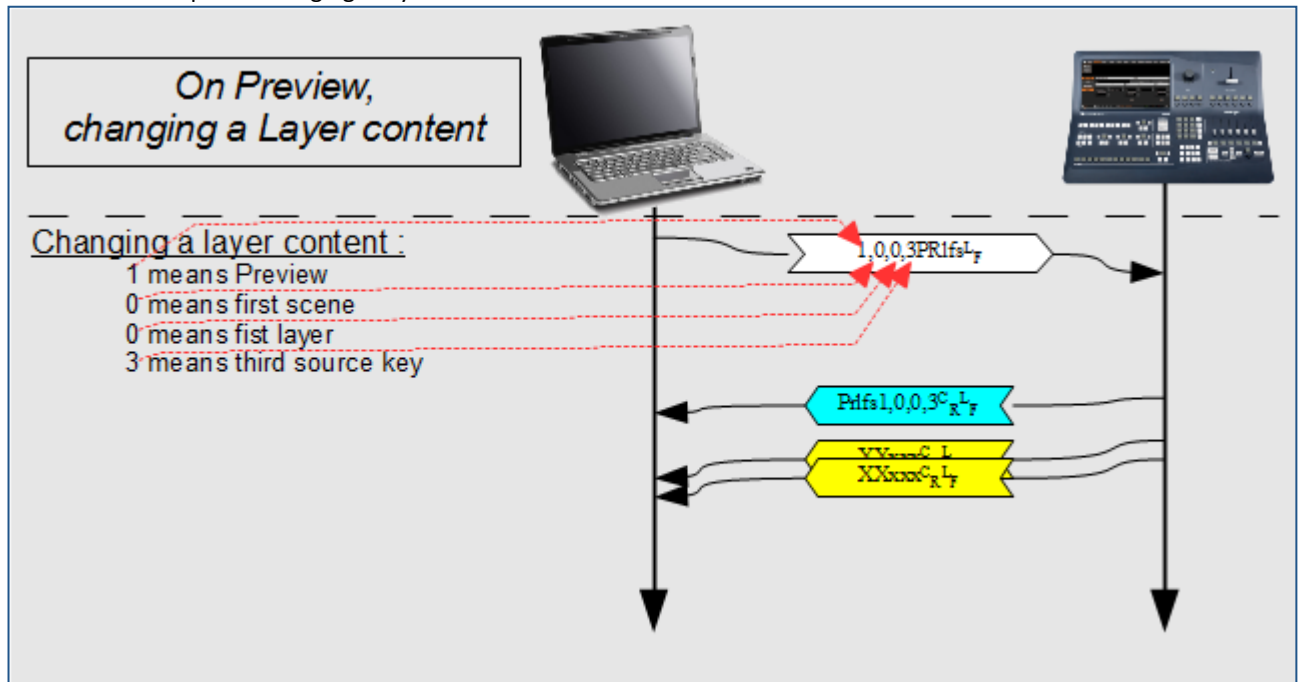 On Preview,
changing a Layer content
Changing a layer content :
1 means Preview
0 means first scene
0 means fist layer
3 means third source key
1,0,0,3PRlfsLF
Prlfs1,0,0,3CRLF
XXxxxCRLF